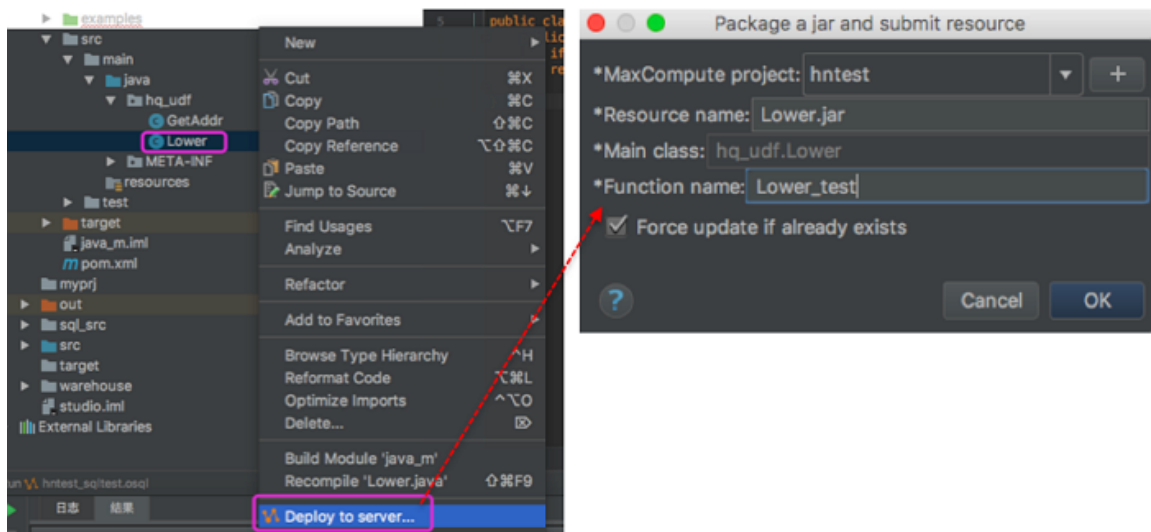 examples
src
main
java
hq_udf
GetAddr
Lower
META-INF
resources
test
target
java_m.iml
pom.xml
myprj
out
sql_src
src
target
warehouse
studio.iml
External Libraries
hntest_sqltest.osql
日志 结果
5 public cla
New
Cut ⌘X
Copy ⌘C
Copy Path ⇧⌘C
Copy Reference ⌥⇧⌘C
Paste ⌘V
Jump to Source ⌘↓
Find Usages ⌥F7
Analyze
Refactor
Add to Favorites
Browse Type Hierarchy ^H
Reformat Code ⌥⌘L
Optimize Imports ^⌥O
Delete... ⌦
Build Module 'java_m'
Recompile 'Lower.java' ⇧⌘F9
Deploy to server...
Package a jar and submit resource
*MaxCompute project: hntest +
*Resource name: Lower.jar
*Main class: hq_udf.Lower
*Function name: Lower_test
Force update if already exists
? Cancel OK